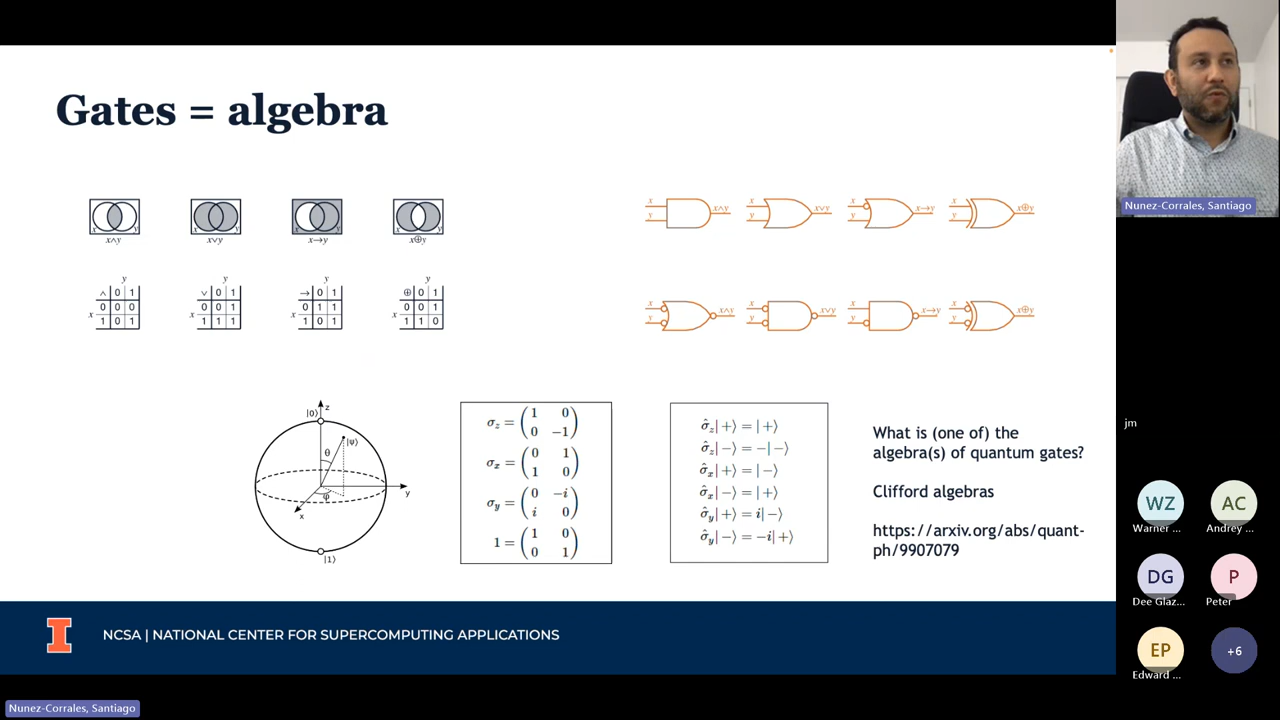 Gates = algebra
x y x y x y x y
x∧y x∨y x→y x⊕y
x y x∧y x y x∨y x y x→y x y x⊕y
y y y y
∧ 0 1 ∨ 0 1 → 0 1 ⊕ 0 1
x 0 0 0 x 0 0 1 x 0 1 1 x 0 0 1
1 0 1 1 1 1 1 0 1 1 1 0
x y x∧y x y x∨y x y x→y x y x⊕y
|0⟩ z
|ψ⟩
θ
φ
x
y
|1⟩
σz = ( 1 0
0 −1 )
σx = ( 0 1
1 0 )
σy = ( 0 −i
i 0 )
1 = ( 1 0
0 1 )
σ̂z|+⟩ = |+⟩
σ̂z|−⟩ = −|−⟩
σ̂x|+⟩ = |−⟩
σ̂x|−⟩ = |+⟩
σ̂y|+⟩ = i|−⟩
σ̂y|−⟩ = −i|+⟩
What is (one of) the
algebra(s) of quantum gates?
Clifford algebras
https://arxiv.org/abs/quant-
ph/9907079
I
NCSA | NATIONAL CENTER FOR SUPERCOMPUTING APPLICATIONS
Nunez-Corrales, Santiago
jm
WZ AC
Warner ... Andrey ...
DG P
Dee Glaz... Peter
EP +6
Edward ...
Nunez-Corrales, Santiago